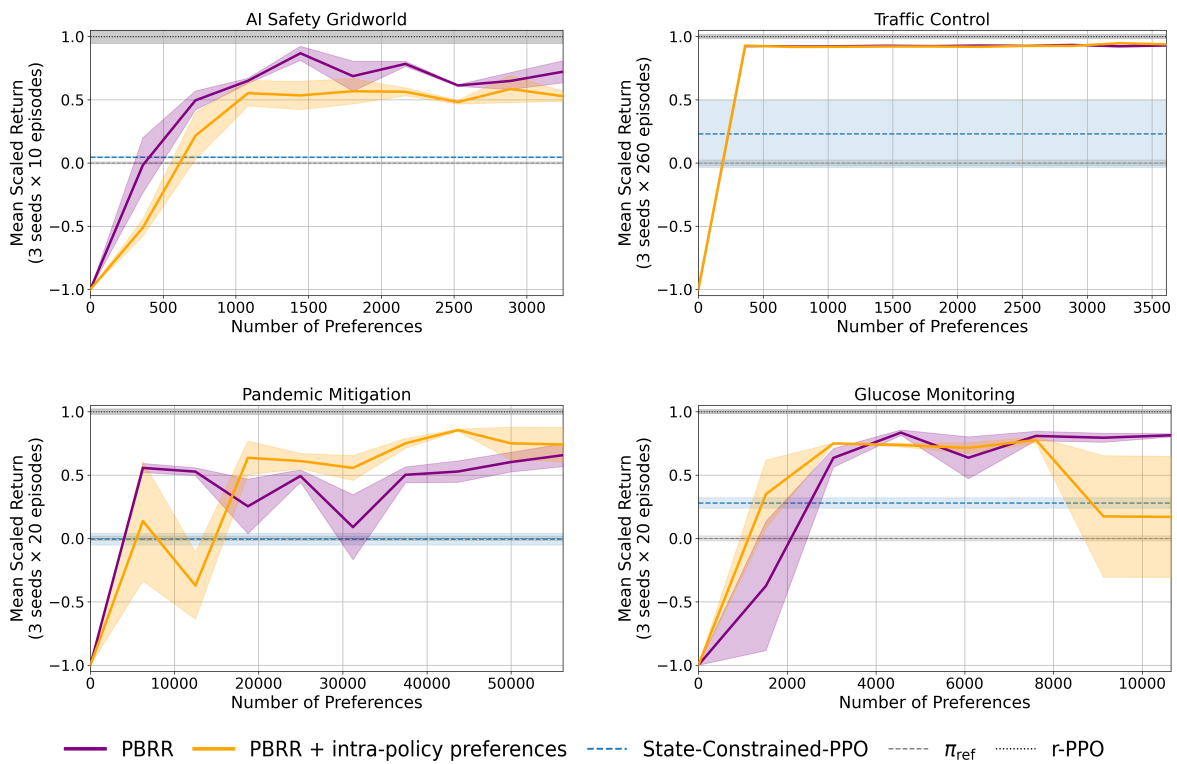 AI Safety Gridworld
Mean Scaled Return
(3 seeds × 10 episodes)
1.0
0.5
0.0
−0.5
−1.0
0 500 1000 1500 2000 2500 3000
Number of Preferences
Traffic Control
Mean Scaled Return
(3 seeds × 260 episodes)
1.0
0.5
0.0
−0.5
−1.0
0 500 1000 1500 2000 2500 3000 3500
Number of Preferences
Pandemic Mitigation
Mean Scaled Return
(3 seeds × 20 episodes)
1.0
0.5
0.0
−0.5
−1.0
0 10000 20000 30000 40000 50000
Number of Preferences
Glucose Monitoring
Mean Scaled Return
(3 seeds × 20 episodes)
1.0
0.5
0.0
−0.5
−1.0
0 2000 4000 6000 8000 10000
Number of Preferences
PBRR PBRR + intra-policy preferences State-Constrained-PPO π_ref r-PPO